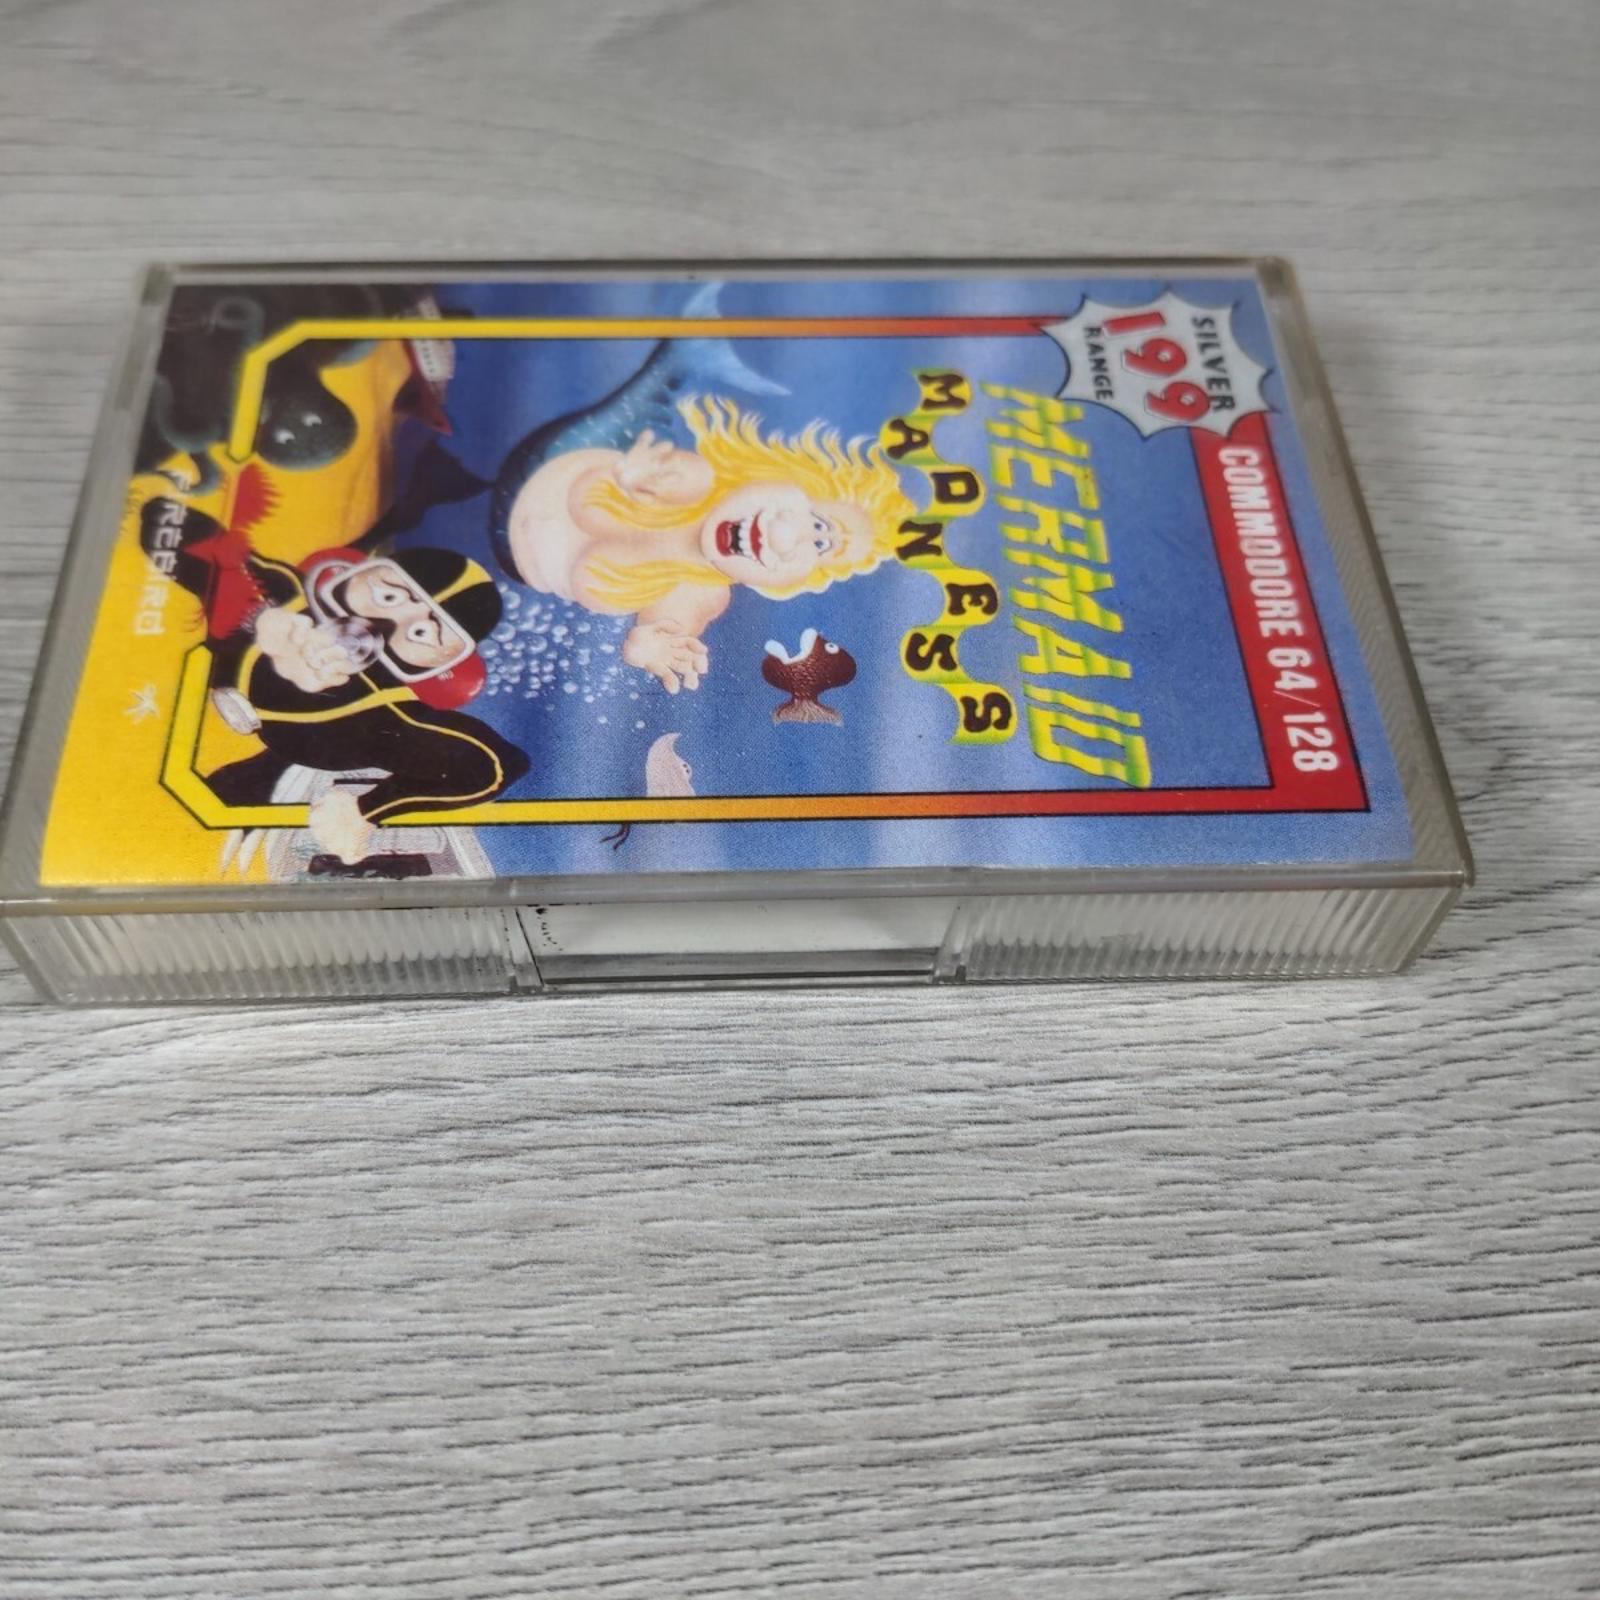 SILVER
199
RANGE
COMMODORE 64/128
MERMAID
MADNESS
FIREBIRD